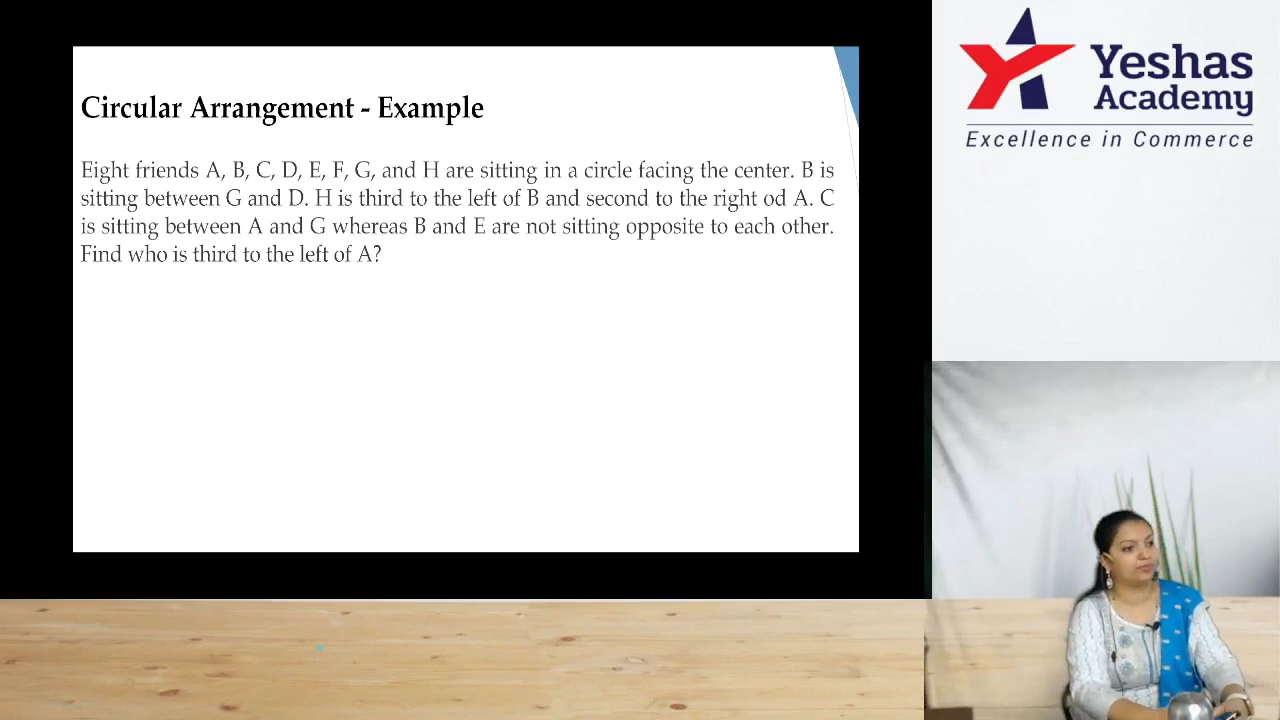 Circular Arrangement - Example
Eight friends A, B, C, D, E, F, G, and H are sitting in a circle facing the center. B is
sitting between G and D. H is third to the left of B and second to the right od A. C
is sitting between A and G whereas B and E are not sitting opposite to each other.
Find who is third to the left of A?
Yeshas
Academy
Excellence in Commerce